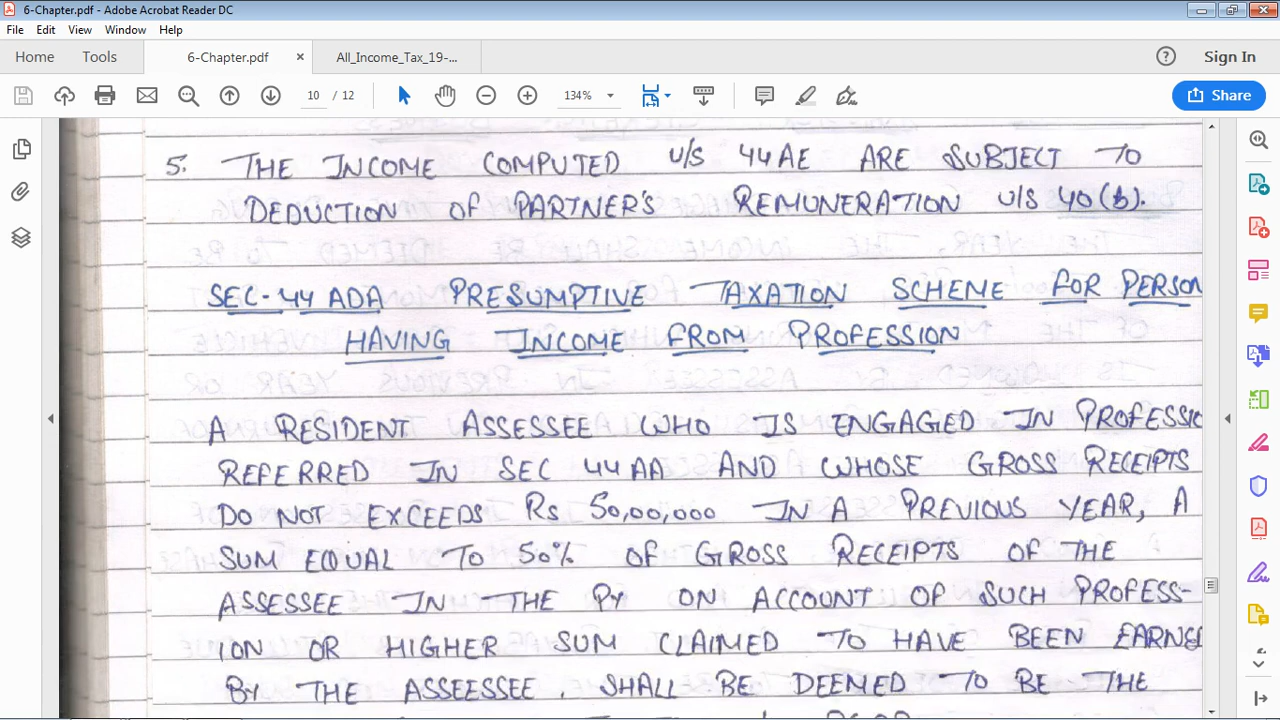 6-Chapter.pdf - Adobe Acrobat Reader DC
File Edit View Window Help
Home Tools 6-Chapter.pdf × All_Income_Tax_19-... Sign In
10 / 12 134% Share
5. THE INCOME COMPUTED U/S 44AE ARE SUBJECT TO
DEDUCTION OF PARTNER'S REMUNERATION U/S 40(b).
SEC-44 ADA PRESUMPTIVE TAXATION SCHEME FOR PERSON
HAVING INCOME FROM PROFESSION
A RESIDENT ASSESSEE WHO IS ENGAGED IN PROFESSIO
REFERRED IN SEC 44AA AND WHOSE GROSS RECEIPTS
DO NOT EXCEEDS Rs 50,00,000 IN A PREVIOUS YEAR, A
SUM EQUAL TO 50% OF GROSS RECEIPTS OF THE
ASSESSEE IN THE PY ON ACCOUNT OF SUCH PROFESS-
ION OR HIGHER SUM CLAIMED TO HAVE BEEN EARNED
BY THE ASSEESSEE, SHALL BE DEEMED TO BE THE